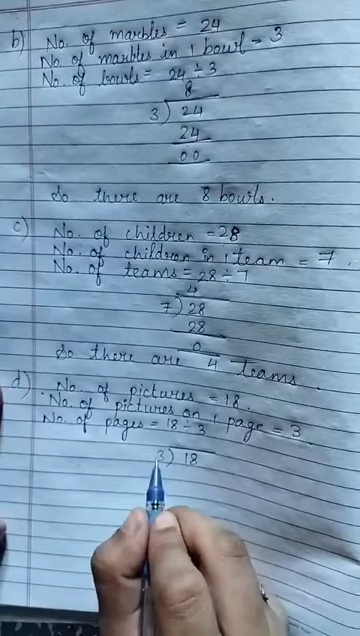 b) No. of marbles = 24
No. of marbles in 1 bowl = 3
No. of bowls = 24 ÷ 3
8
3) 24
24
00
So there are 8 bowls.
c) No. of children = 28
No. of children in 1 team = 7.
No. of teams = 28 ÷ 7
4
7) 28
28
0
So there are 4 teams.
d) No. of pictures = 18.
No. of pictures on 1 page = 3
No. of pages = 18 ÷ 3
3) 18